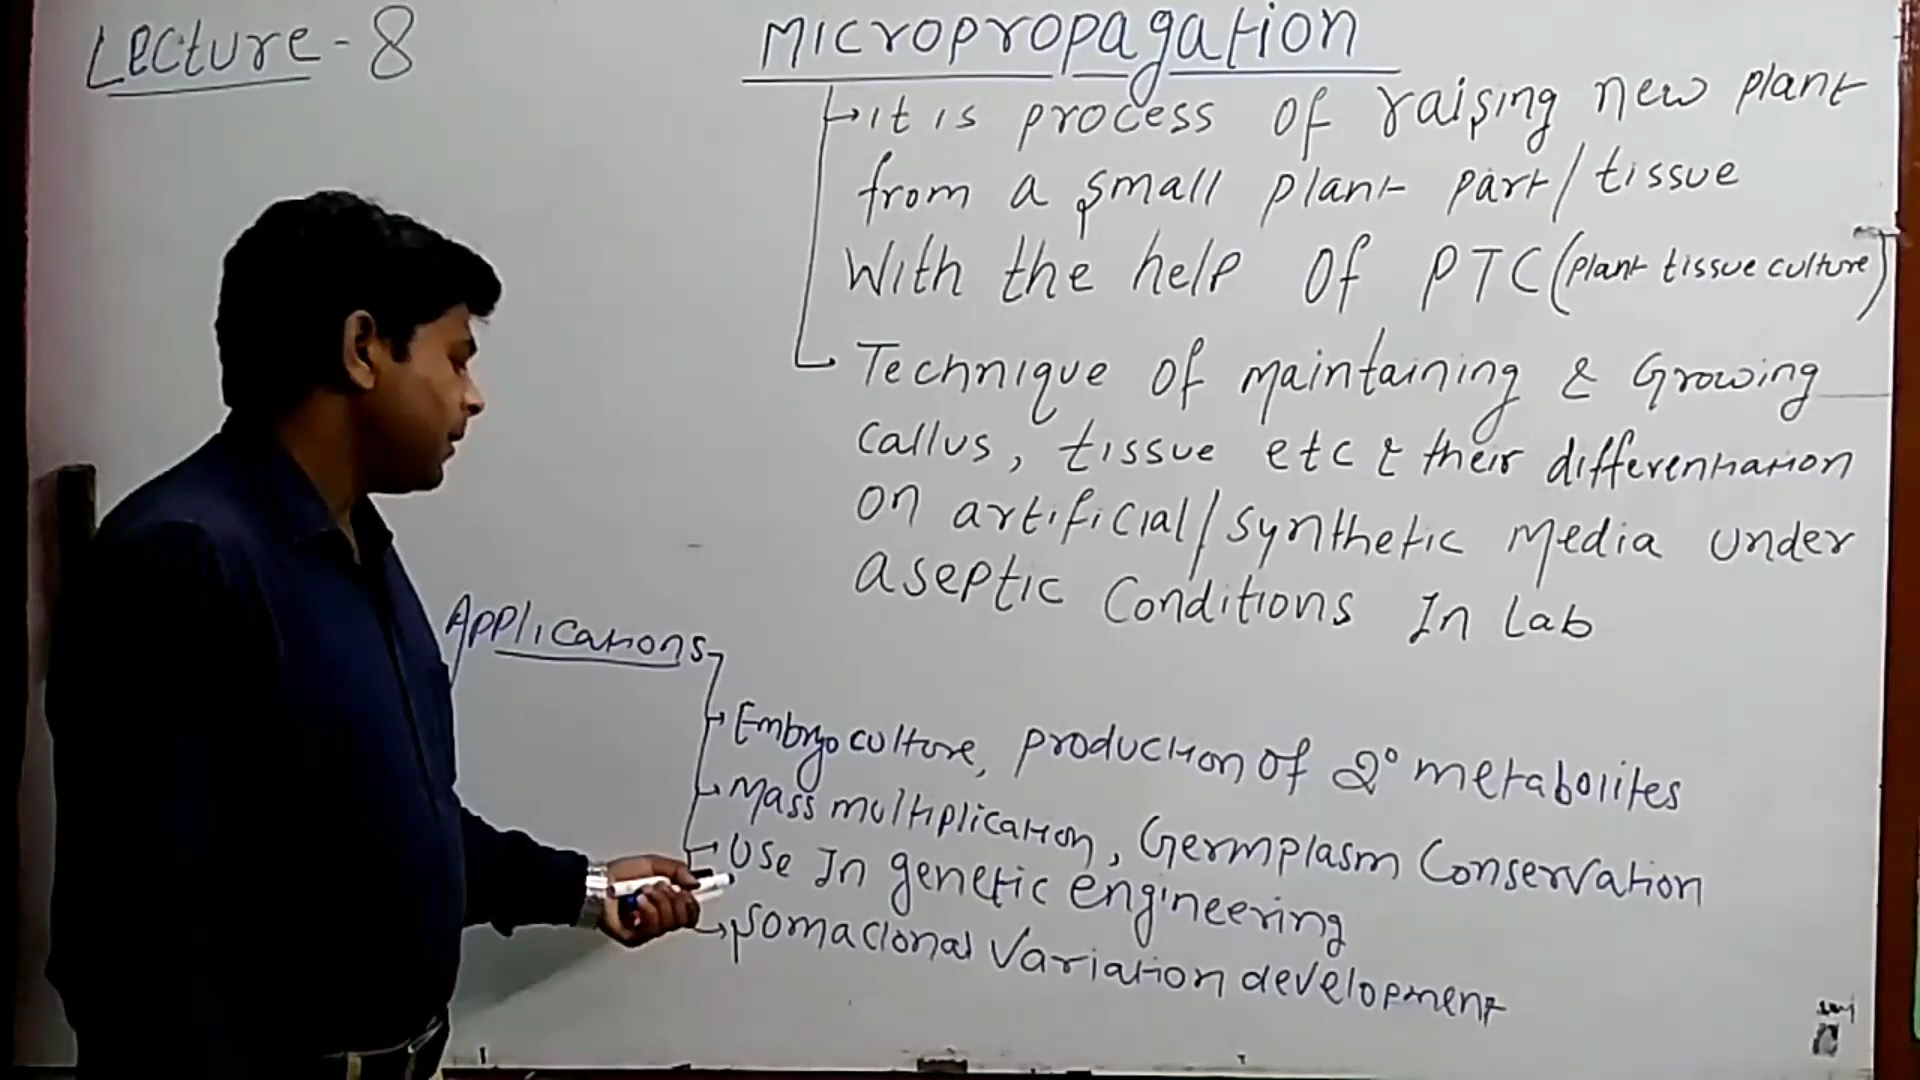 Lecture-8
Micropropagation
it is process of raising new plant
from a small plant part/tissue
With the help of PTC (plant tissue culture)
Technique of maintaining & Growing
callus, tissue etc & their differentiation
on artificial/synthetic media under
aseptic Conditions In Lab
Applications
Embryo culture, production of 2° metabolites
Mass multiplication, Germplasm Conservation
Use In genetic engineering
Somaclonal Variation development